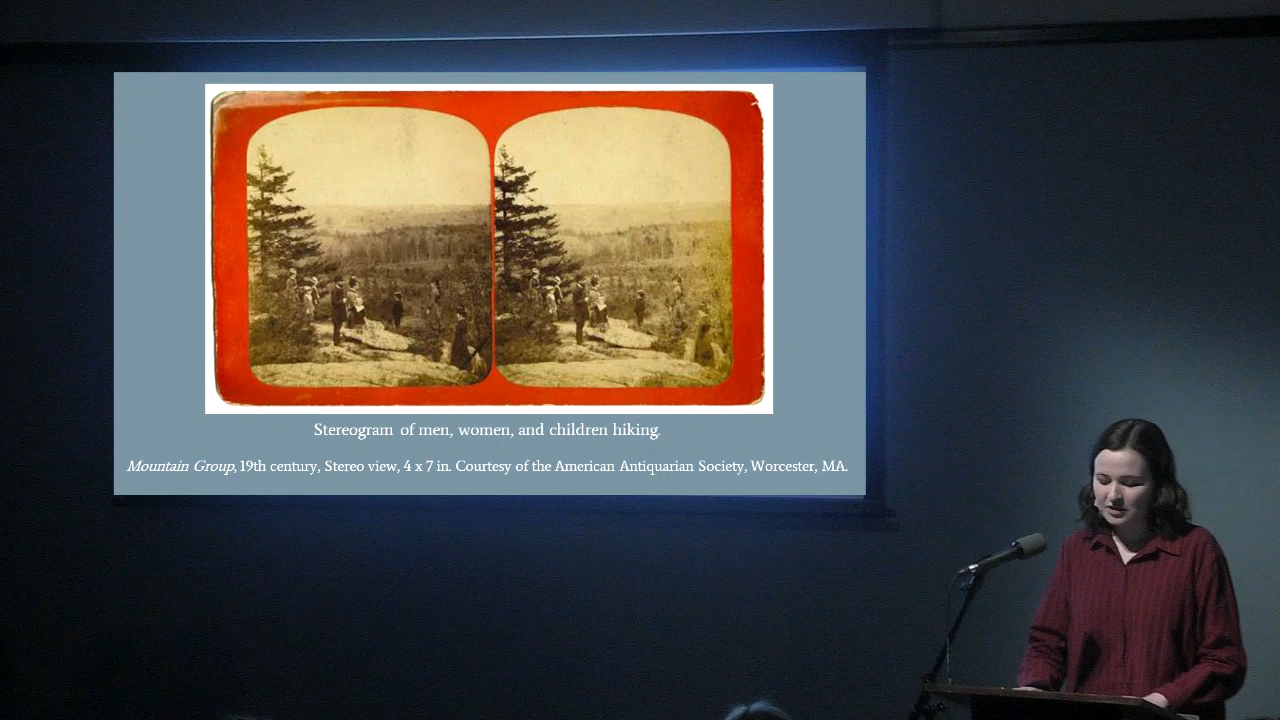 Stereogram of men, women, and children hiking.
Mountain Group, 19th century, Stereo view, 4 x 7 in. Courtesy of the American Antiquarian Society, Worcester, MA.